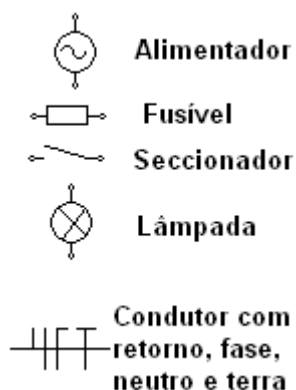 Alimentador
Fusível
Seccionador
Lâmpada
Condutor com
retorno, fase,
neutro e terra